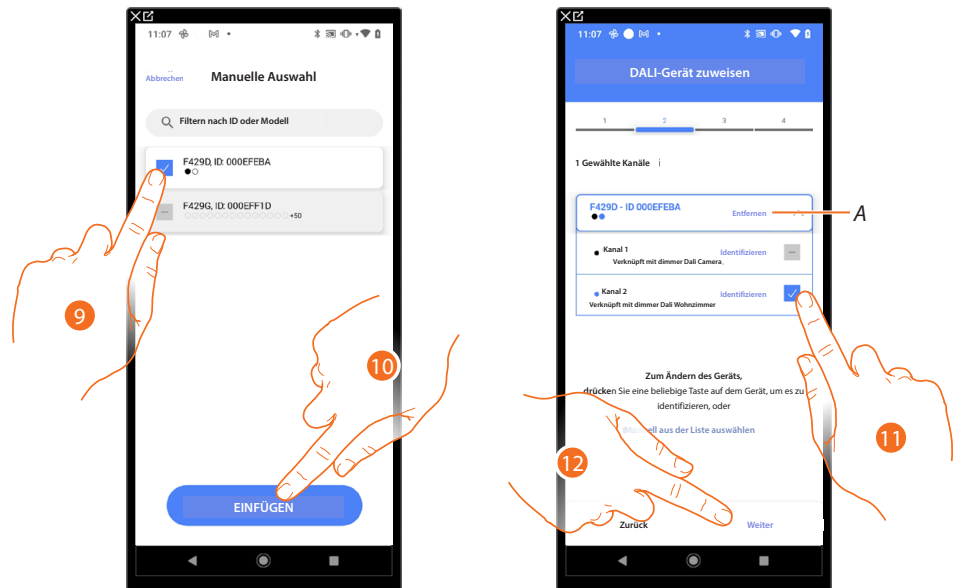 11:07
Abbrechen
Manuelle Auswahl
Filtern nach ID oder Modell
F429D, ID: 000EFEBA
F429G, ID: 000EFF1D
+50
9
10
EINFÜGEN
11:07
DALI-Gerät zuweisen
1 2 3 4
1 Gewählte Kanäle i
F429D - ID 000EFEBA
Entfernen
A
Kanal 1
Identifizieren
Verknüpft mit dimmer Dali Camera
Kanal 2
Identifizieren
Verknüpft mit dimmer Dali Wohnzimmer
Zum Ändern des Geräts,
drücken Sie eine beliebige Taste auf dem Gerät, um es zu
identifizieren, oder
aus der Liste auswählen
11
12
Zurück
Weiter